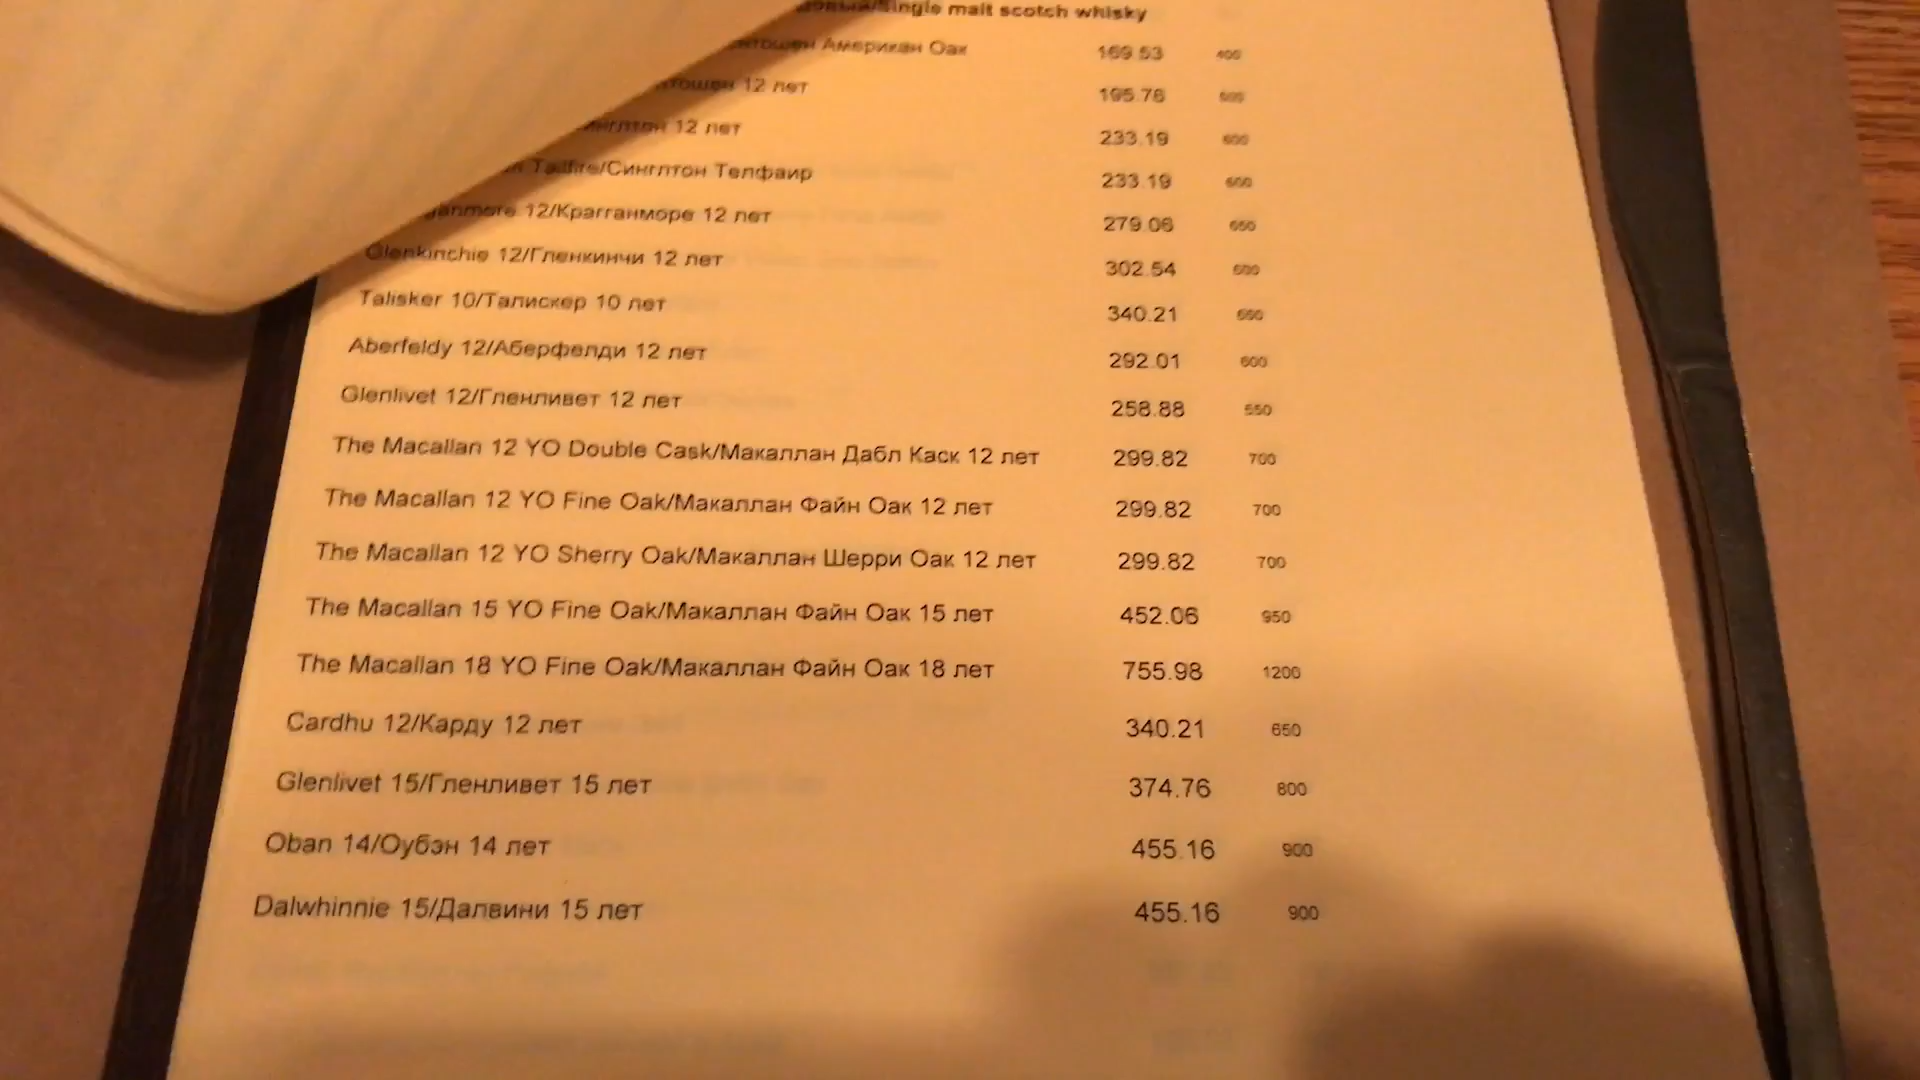 Single malt scotch whisky
Американ Оак 169.53 400
12 лет 195.76 600
12 лет 233.19 600
Tailfire/Синглтон Телфаир 233.19 600
12/Крагганморе 12 лет 279.06 650
Glenkinchie 12/Гленкинчи 12 лет 302.54 600
Talisker 10/Талискер 10 лет 340.21 650
Aberfeldy 12/Аберфелди 12 лет 292.01 600
Glenlivet 12/Гленливет 12 лет 258.88 550
The Macallan 12 YO Double Cask/Макаллан Дабл Каск 12 лет 299.82 700
The Macallan 12 YO Fine Oak/Макаллан Файн Оак 12 лет 299.82 700
The Macallan 12 YO Sherry Oak/Макаллан Шерри Оак 12 лет 299.82 700
The Macallan 15 YO Fine Oak/Макаллан Файн Оак 15 лет 452.06 950
The Macallan 18 YO Fine Oak/Макаллан Файн Оак 18 лет 755.98 1200
Cardhu 12/Карду 12 лет 340.21 650
Glenlivet 15/Гленливет 15 лет 374.76 800
Oban 14/Оубэн 14 лет 455.16 900
Dalwhinnie 15/Далвини 15 лет 455.16 900